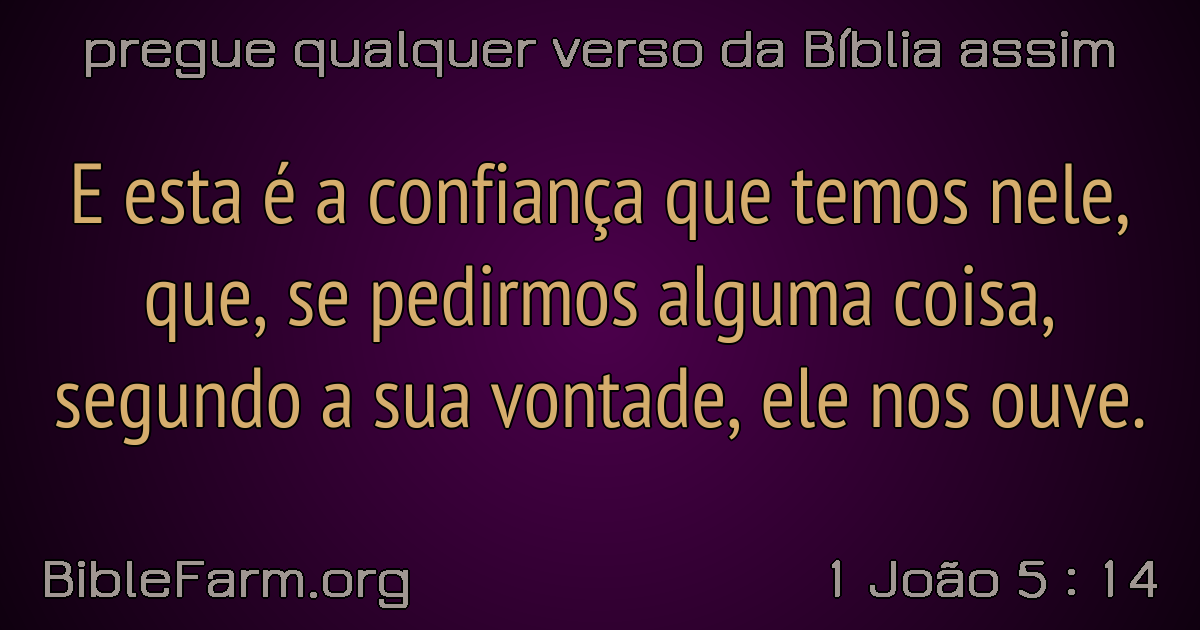 pregue qualquer verso da Bíblia assim
E esta é a confiança que temos nele,
que, se pedirmos alguma coisa,
segundo a sua vontade, ele nos ouve.
BibleFarm.org
1 João 5 : 14